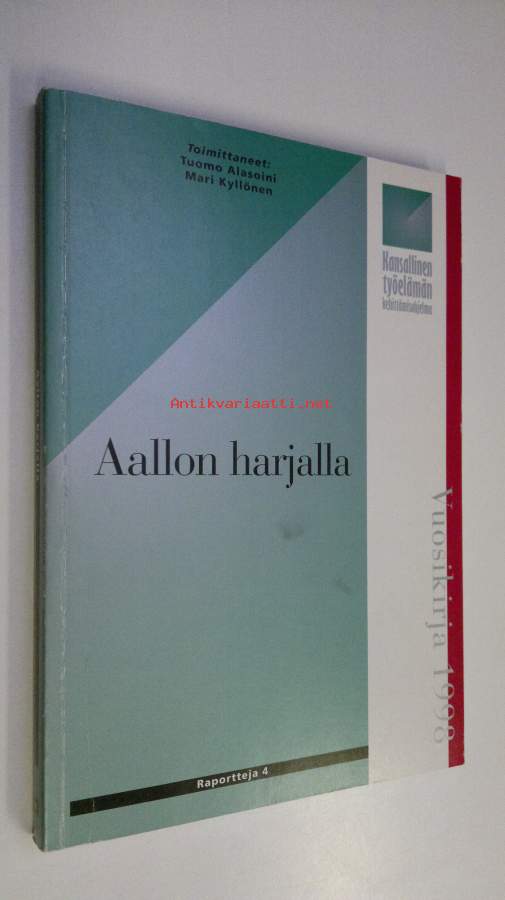 Toimittaneet:
Tuomo Alasoini
Mari Kyllönen
Kansallinen
työelämän
kehittämisohjelma
Antikvariaatti.net
Aallon harjalla
Vuosikirja 1998
Raportteja 4